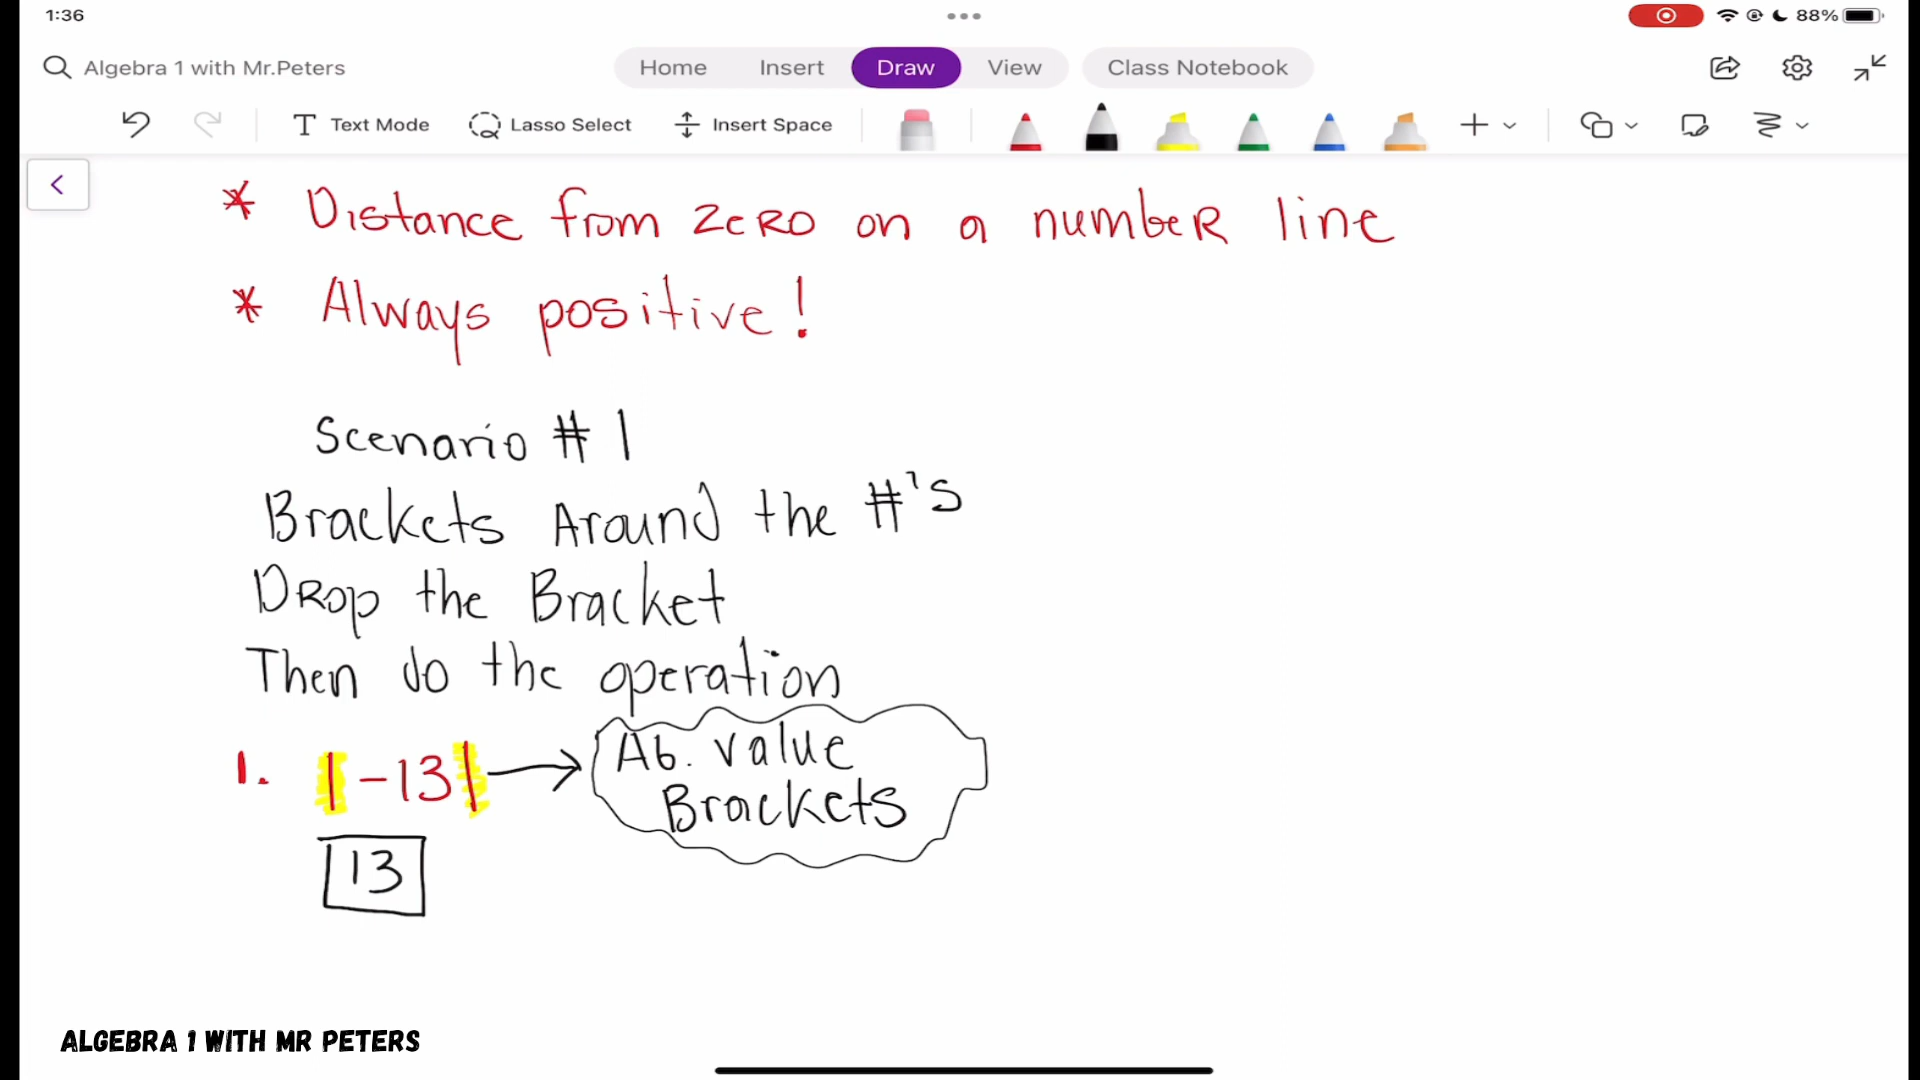 1:36
88%
Algebra 1 with Mr.Peters
Home Insert Draw View Class Notebook
Text Mode Lasso Select Insert Space
* Distance from zeRO on a numbeR line
* Always positive!
Scenario # 1
Brackets Around the #'s
DRop the Bracket
Then do the operation
1. |-13| → Ab. value
Brackets
13
ALGEBRA 1 WITH MR PETERS